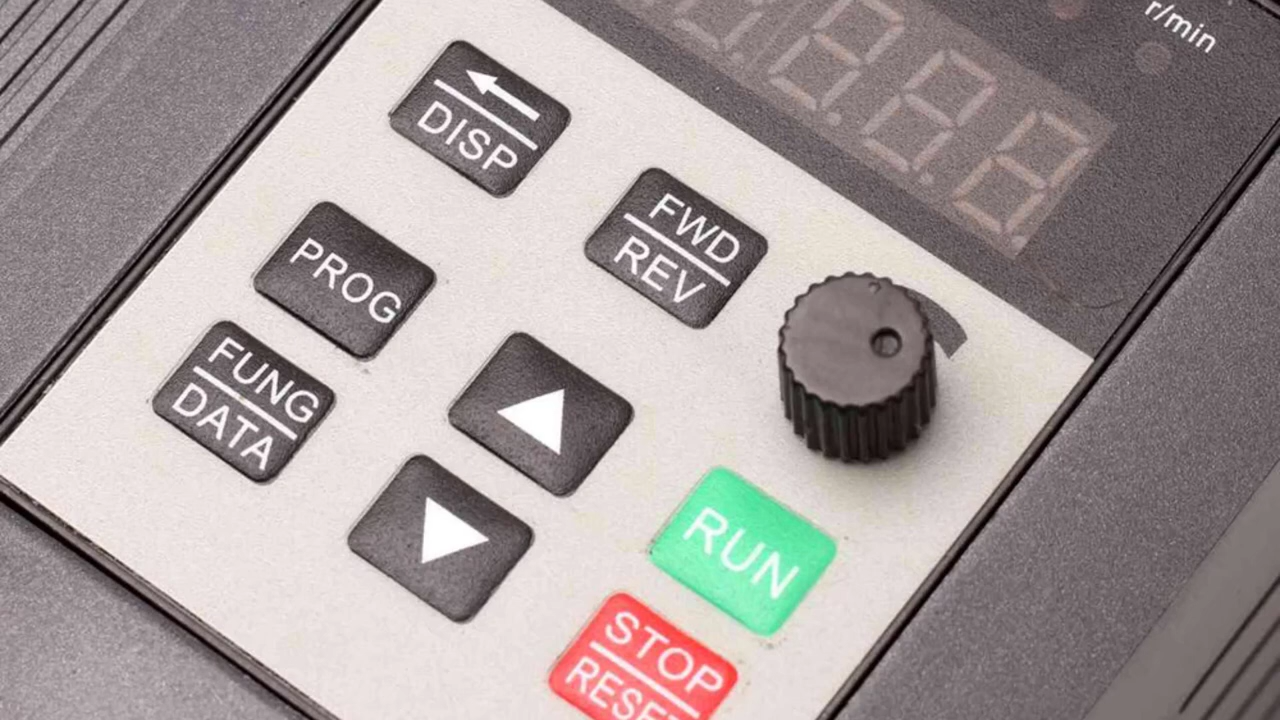 r/min
DISP
FWD
REV
PROG
FUNG
DATA
RUN
STOP
RESET